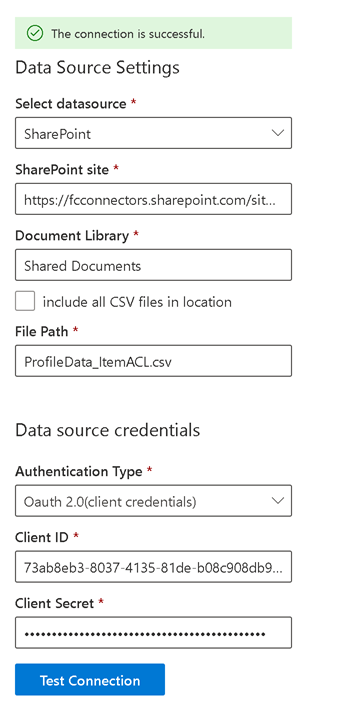 The connection is successful.
Data Source Settings
Select datasource *
SharePoint
SharePoint site *
https://fcconnectors.sharepoint.com/sit...
Document Library *
Shared Documents
include all CSV files in location
File Path *
ProfileData_ItemACL.csv
Data source credentials
Authentication Type *
Oauth 2.0(client credentials)
Client ID *
73ab8eb3-8037-4135-81de-b08c908db9...
Client Secret *
••••••••••••••••••••••••••••••••••••••••
Test Connection